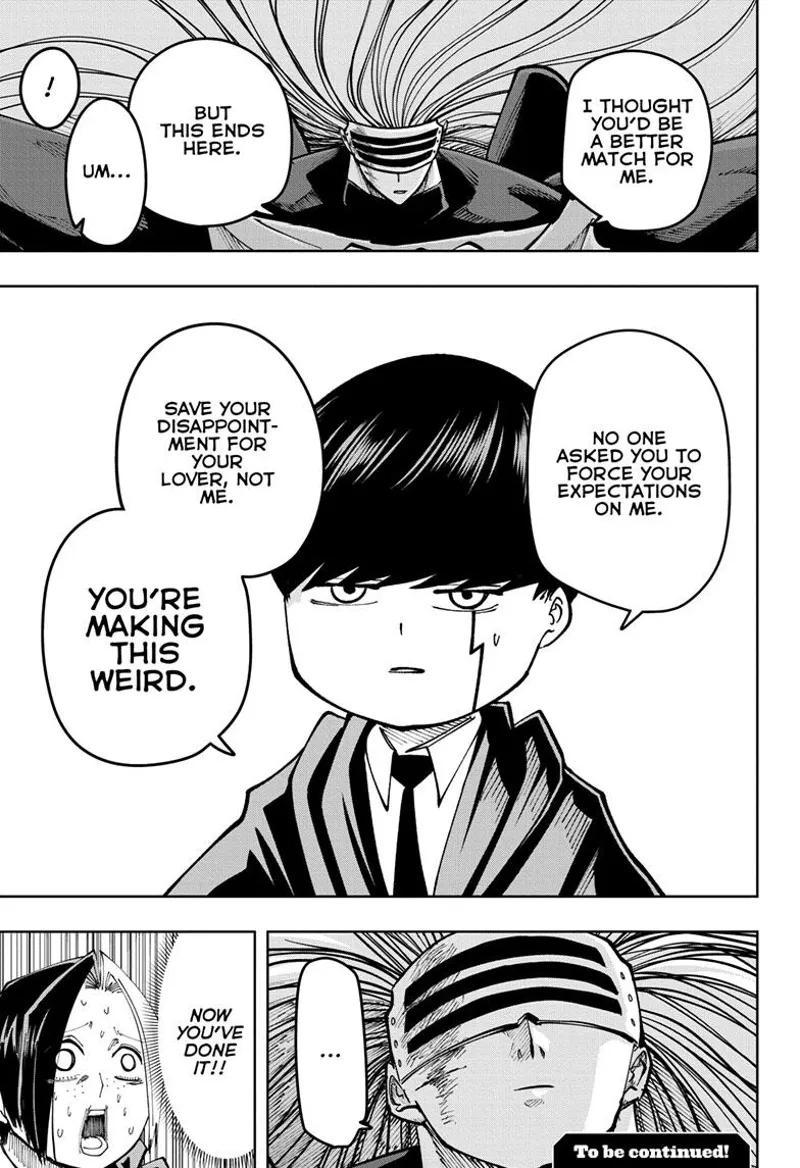 I THOUGHT
YOU'D BE
A BETTER
MATCH FOR
ME.
BUT
THIS ENDS
HERE.
UM...
!
NO ONE
ASKED YOU TO
FORCE YOUR
EXPECTATIONS
ON ME.
SAVE YOUR
DISAPPOINT-
MENT FOR
YOUR
LOVER, NOT
ME.
YOU'RE
MAKING
THIS
WEIRD.
...
NOW
YOU'VE
DONE
IT!!
To be continued!